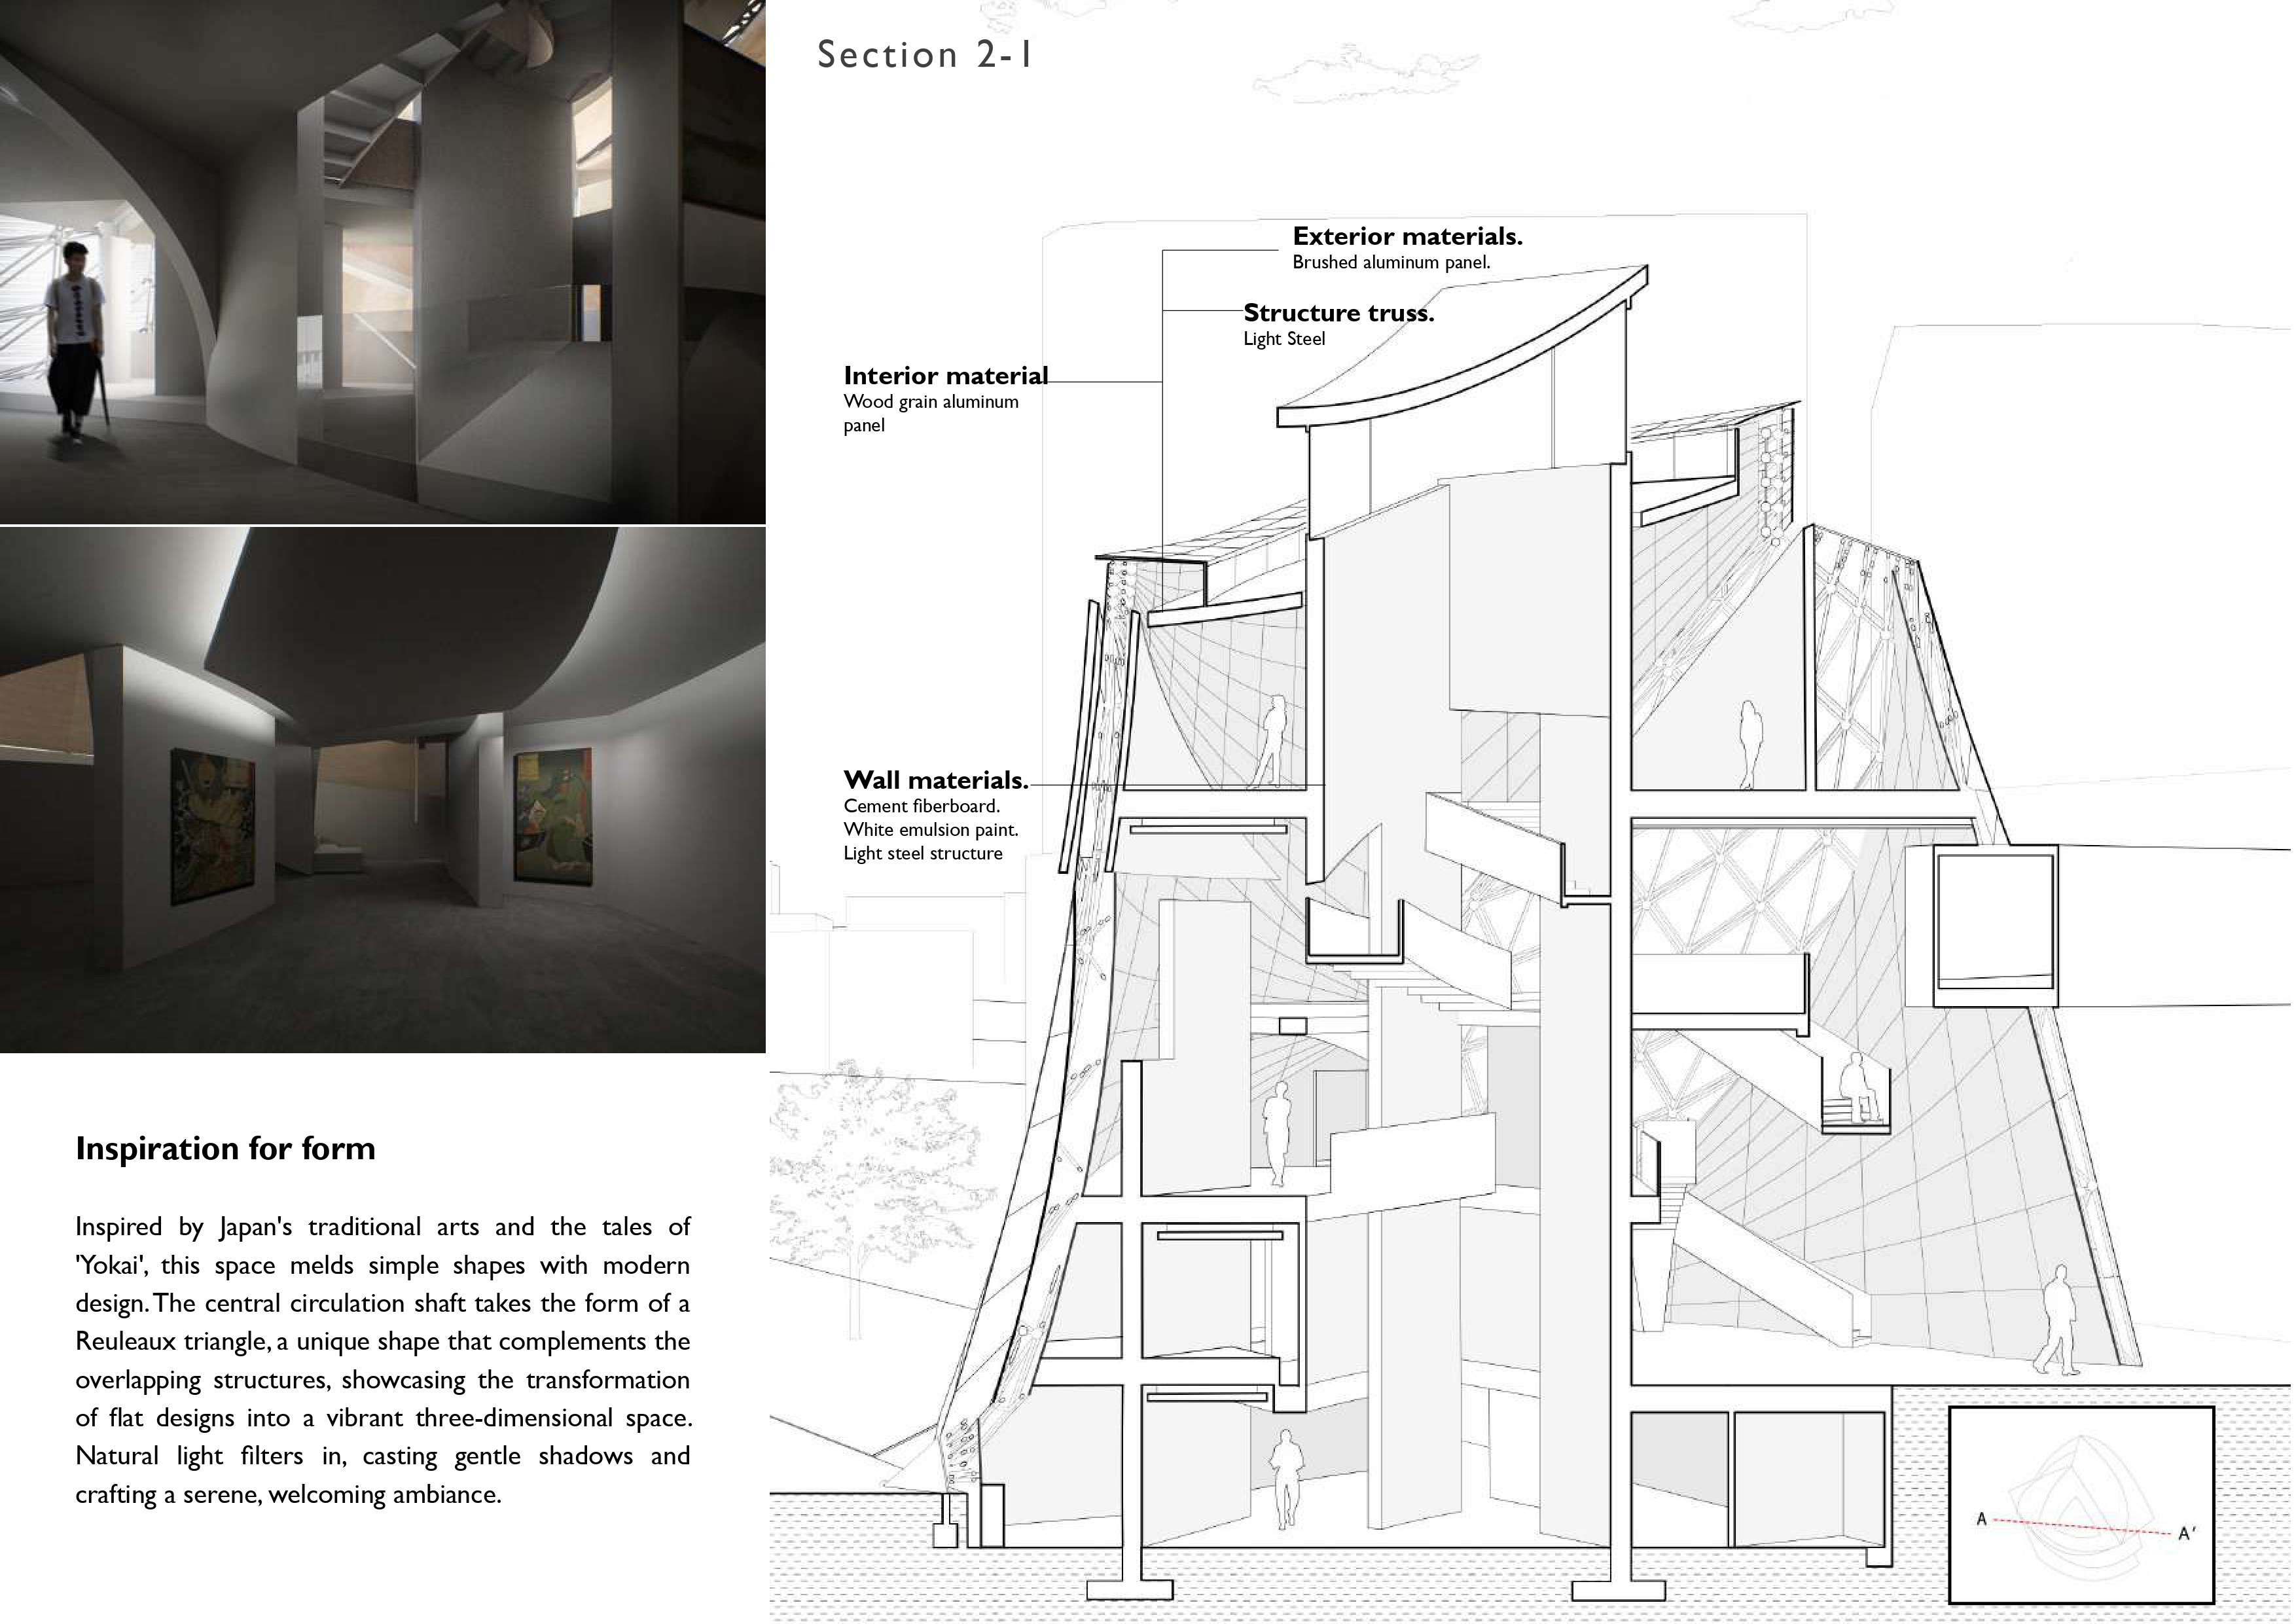 Section 2-1
Exterior materials.
Brushed aluminum panel.
Structure truss.
Light Steel
Interior material
Wood grain aluminum
panel
Wall materials.
Cement fiberboard.
White emulsion paint.
Light steel structure
Inspiration for form
Inspired by Japan's traditional arts and the tales of
'Yokai', this space melds simple shapes with modern
design. The central circulation shaft takes the form of a
Reuleaux triangle, a unique shape that complements the
overlapping structures, showcasing the transformation
of flat designs into a vibrant three-dimensional space.
Natural light filters in, casting gentle shadows and
crafting a serene, welcoming ambiance.
A
A'